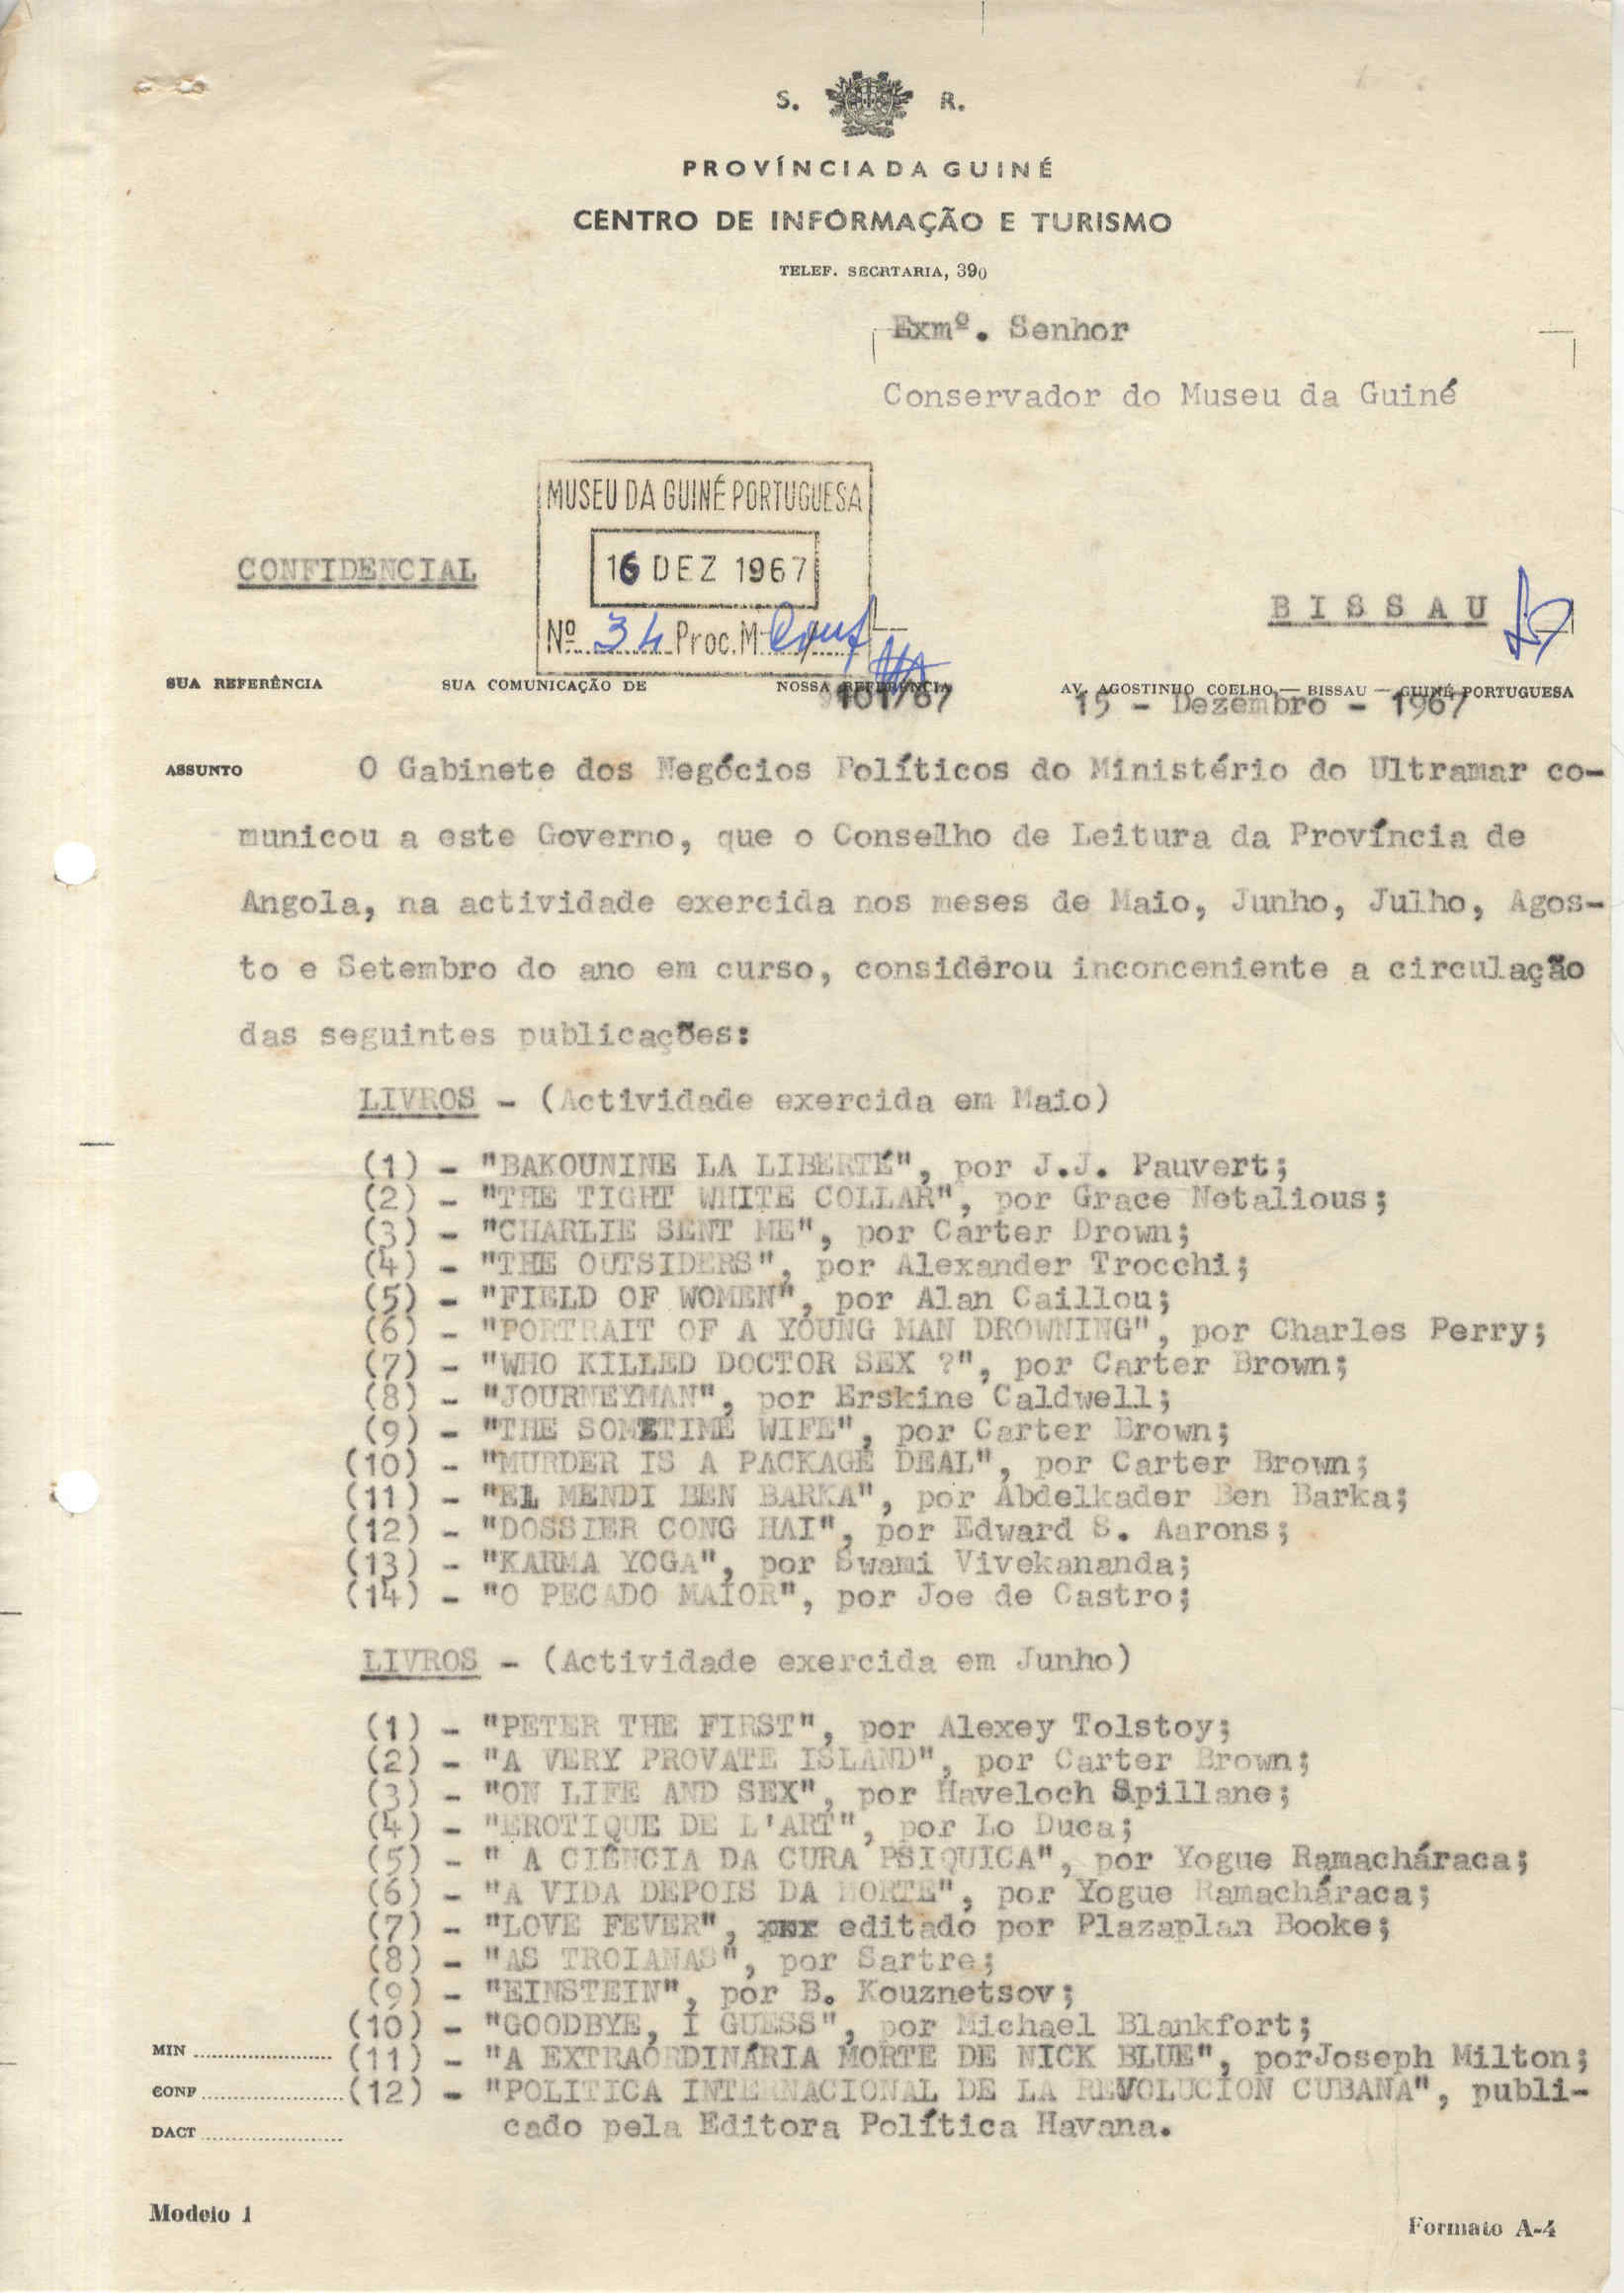 S. R.
PROVÍNCIA DA GUINÉ
CENTRO DE INFORMAÇÃO E TURISMO
TELEF. SECRTARIA, 390
Exmº. Senhor
Conservador do Museu da Guiné
MUSEU DA GUINÉ PORTUGUESA
16 DEZ 1967
Nº 34 Proc. M Conf
CONFIDENCIAL
BISSAU
SUA REFERÊNCIA SUA COMUNICAÇÃO DE NOSSA REFERÊNCIA AV. AGOSTINHO COELHO — BISSAU — GUINÉ PORTUGUESA
101/67 15 - Dezembro - 1967
ASSUNTO O Gabinete dos Negócios Políticos do Ministério do Ultramar co-
municou a este Governo, que o Conselho de Leitura da Província de
Angola, na actividade exercida nos meses de Maio, Junho, Julho, Agos-
to e Setembro do ano em curso, considerou inconceniente a circulação
das seguintes publicações:
LIVROS - (Actividade exercida em Maio)
(1) - "BAKOUNINE LA LIBERTÉ", por J.J. Pauvert;
(2) - "THE TIGHT WHITE COLLAR", por Grace Netalious;
(3) - "CHARLIE SENT ME", por Carter Drown;
(4) - "THE OUTSIDERS", por Alexander Trocchi;
(5) - "FIELD OF WOMEN", por Alan Caillou;
(6) - "PORTRAIT OF A YOUNG MAN DROWNING", por Charles Perry;
(7) - "WHO KILLED DOCTOR SEX ?", por Carter Brown;
(8) - "JOURNEYMAN", por Erskine Caldwell;
(9) - "THE SOMETIME WIFE", por Carter Brown;
(10) - "MURDER IS A PACKAGE DEAL", por Carter Brown;
(11) - "EL MENDI BEN BARKA", por Abdelkader Ben Barka;
(12) - "DOSSIER CONG HAI", por Edward S. Aarons;
(13) - "KARMA YOGA", por Swami Vivekananda;
(14) - "O PECADO MAIOR", por Joe de Castro;
LIVROS - (Actividade exercida em Junho)
(1) - "PETER THE FIRST", por Alexey Tolstoy;
(2) - "A VERY PROVATE ISLAND", por Carter Brown;
(3) - "ON LIFE AND SEX", por Haveloch Spillane;
(4) - "EROTIQUE DE L'ART", por Lo Duca;
(5) - " A CIÊNCIA DA CURA PSIQUICA", por Yogue Ramacháraca;
(6) - "A VIDA DEPOIS DA MORTE", por Yogue Ramacháraca;
(7) - "LOVE FEVER", editado por Plazaplan Booke;
(8) - "AS TROIANAS", por Sartre;
(9) - "EINSTEIN", por B. Kouznetsov;
(10) - "GOODBYE, I GUESS", por Michael Blankfort;
MIN (11) - "A EXTRAORDINÁRIA MORTE DE NICK BLUE", porJoseph Milton;
CONF (12) - "POLITICA INTERNACIONAL DE LA REVOLUCION CUBANA", publi-
DACT cado pela Editora Política Havana.
Modelo 1 Formato A-4